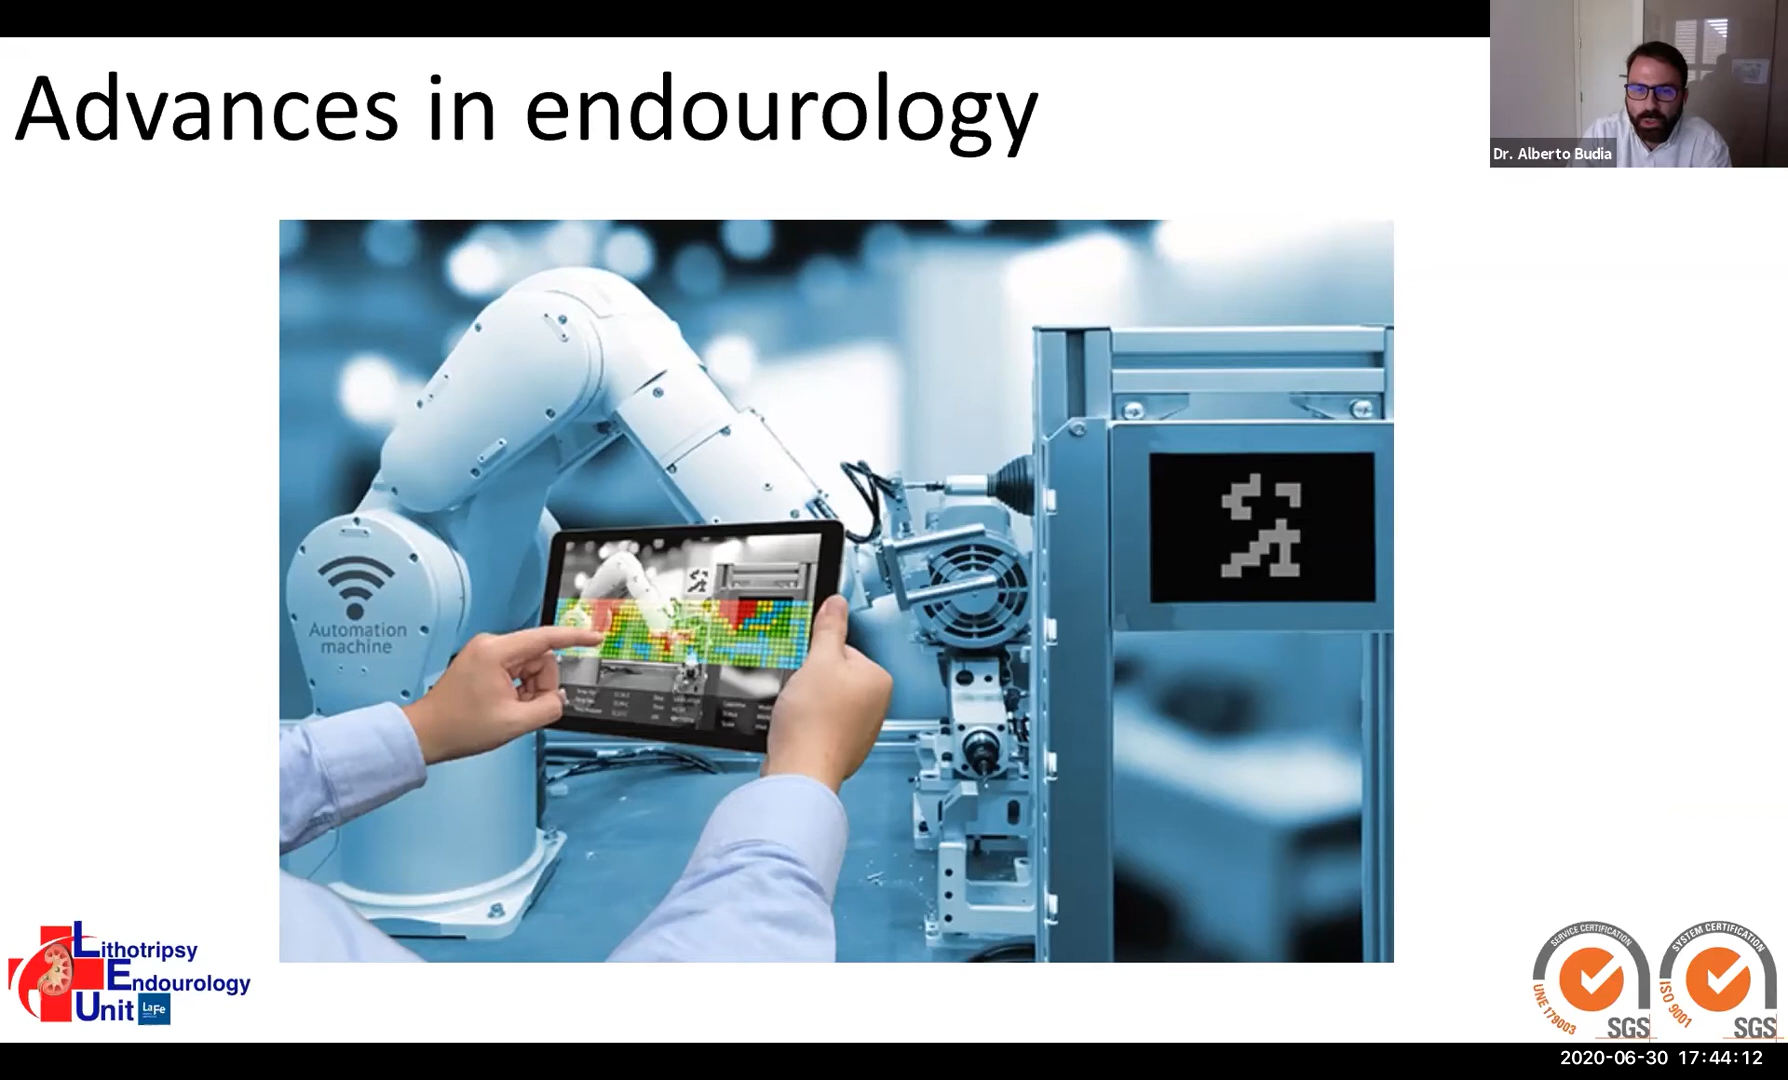 Advances in endourology
Dr. Alberto Budia
Automation
machine
Lithotripsy
Endourology
Unit LaFe
SERVICE CERTIFICATION
UNE 179003
SGS
SYSTEM CERTIFICATION
ISO 9001
SGS
2020-06-30 17:44:12